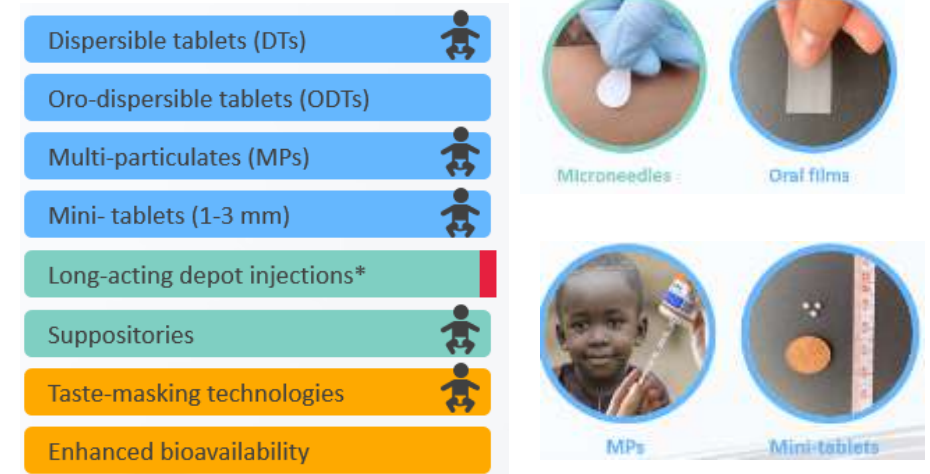 Dispersible tablets (DTs)
Oro-dispersible tablets (ODTs)
Multi-particulates (MPs)
Mini- tablets (1-3 mm)
Long-acting depot injections*
Suppositories
Taste-masking technologies
Enhanced bioavailability
Microneedles
Oral films
MPs
Mini-tablets